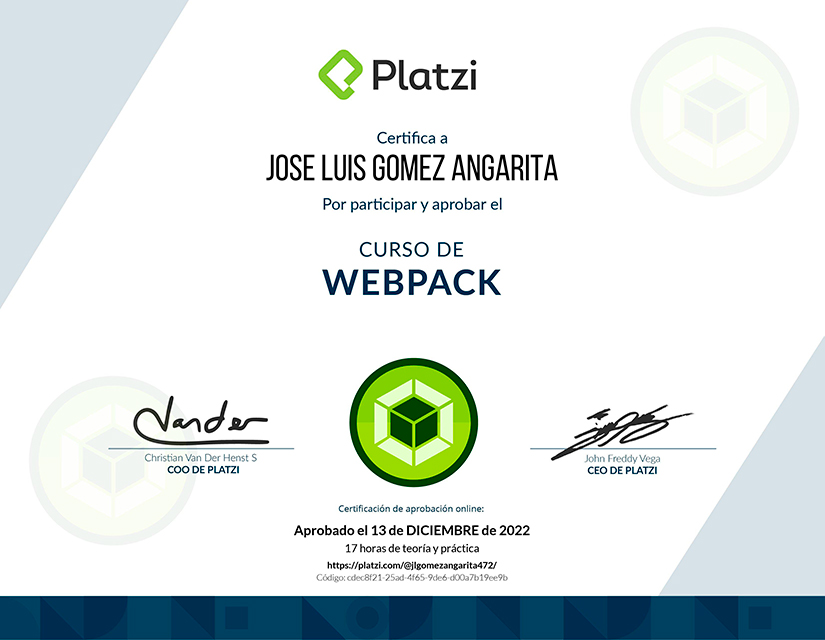 Platzi
Certifica a
JOSE LUIS GOMEZ ANGARITA
Por participar y aprobar el
CURSO DE
WEBPACK
Vander
Christian Van Der Henst S
COO DE PLATZI
John Freddy Vega
CEO DE PLATZI
Certificación de aprobación online:
Aprobado el 13 de DICIEMBRE de 2022
17 horas de teoría y práctica
https://platzi.com/@jlgomezangarita472/
Código: cdec8f21-25ad-4f65-9de6-d00a7b19ee9b